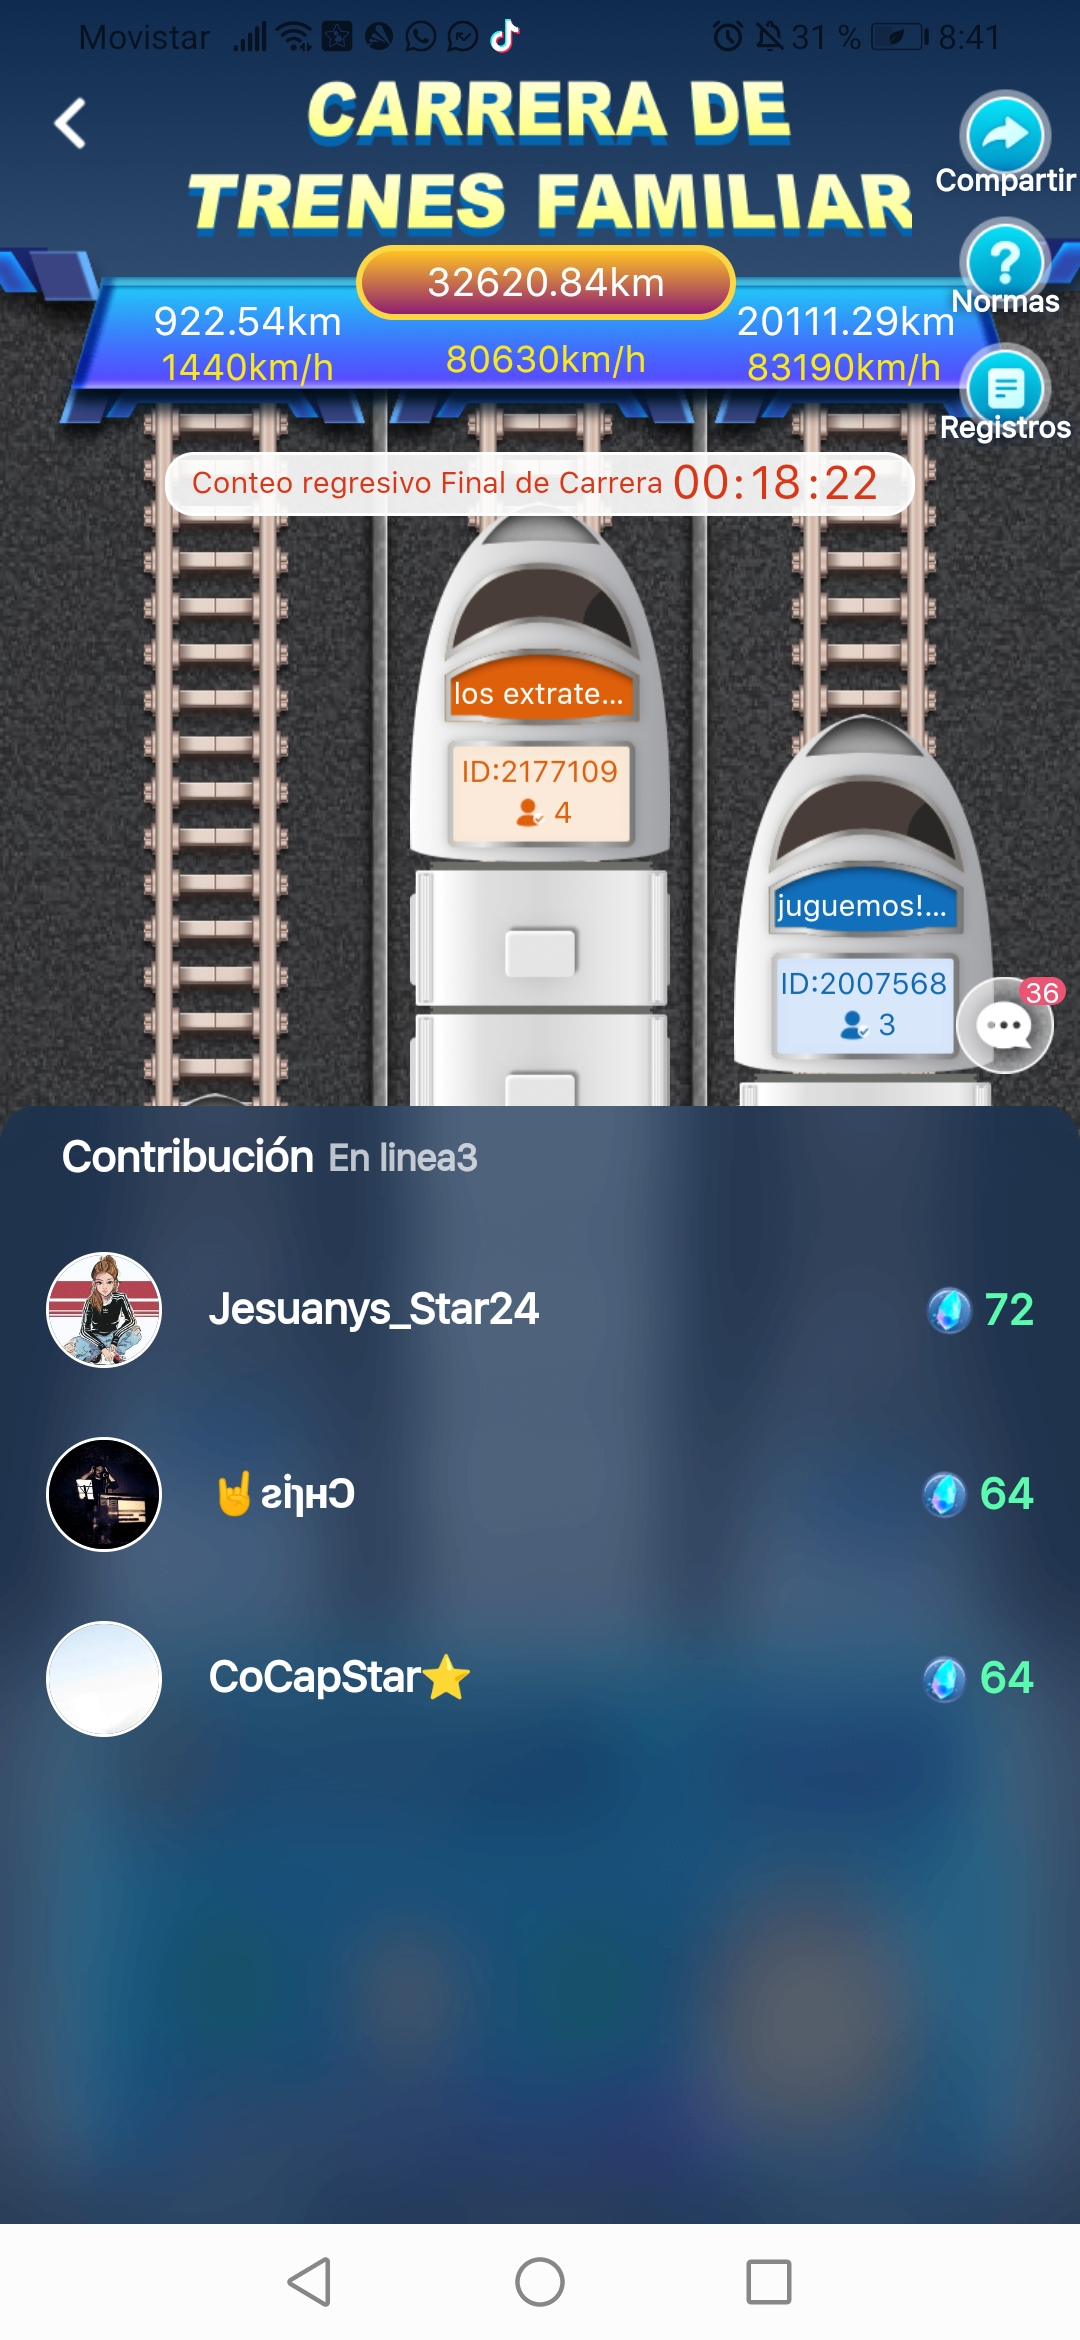 Movistar 31 % 8:41
CARRERA DE
TRENES FAMILIAR
Compartir
Normas
Registros
32620.84km
922.54km
20111.29km
1440km/h
80630km/h
83190km/h
Conteo regresivo Final de Carrera 00:18:22
los extrate...
ID:2177109
4
juguemos!...
ID:2007568
3
36
Contribución En linea3
Jesuanys_Star24 72
🤘ƨiηнƆ 64
CoCapStar⭐ 64